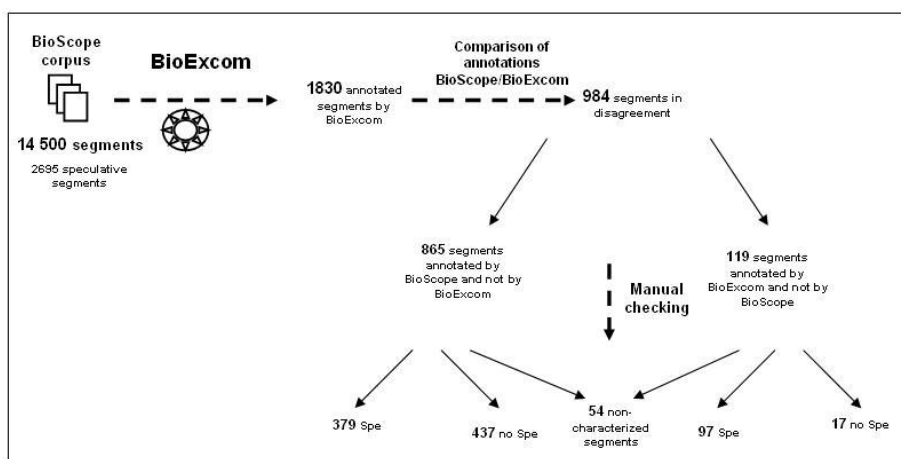 BioScope
corpus
BioExcom
14 500 segments
2695 speculative
segments
1830 annotated
segments by
BioExcom
Comparison of
annotations
BioScope/BioExcom
984 segments in
disagreement
865 segments
annotated by
BioScope and not by
BioExcom
Manual
checking
119 segments
annotated by
BioExcom and not by
BioScope
379 Spe
437 no Spe
54 non-
characterized
segments
97 Spe
17 no Spe